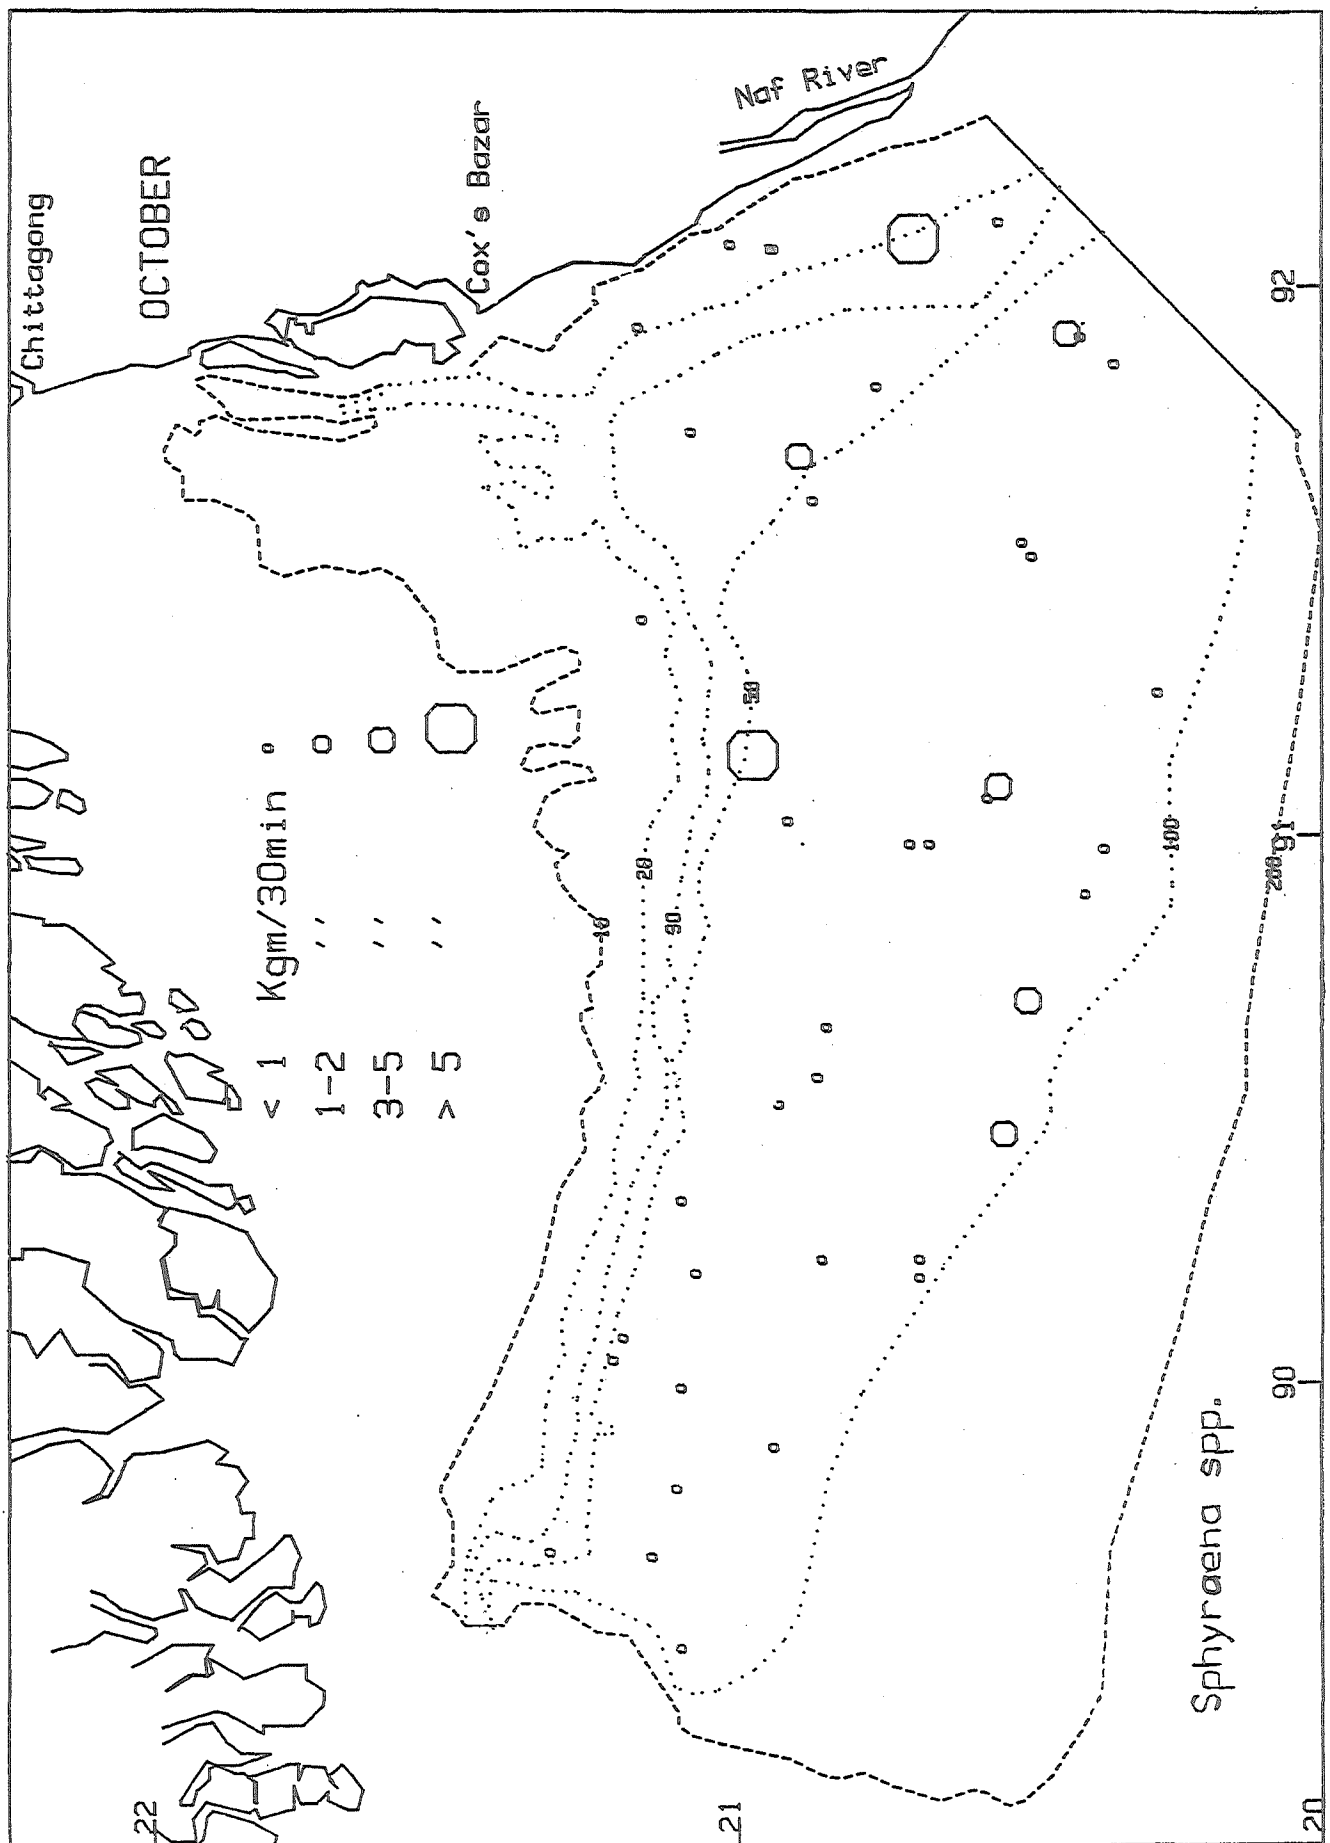 Chittagong
OCTOBER
Cox's Bazar
Naf River
< 1 Kgm/30min
1-2 ,,
3-5 ,,
> 5 ,,
10
20
30
50
100
200
22
21
20
90
91
92
Sphyraena spp.